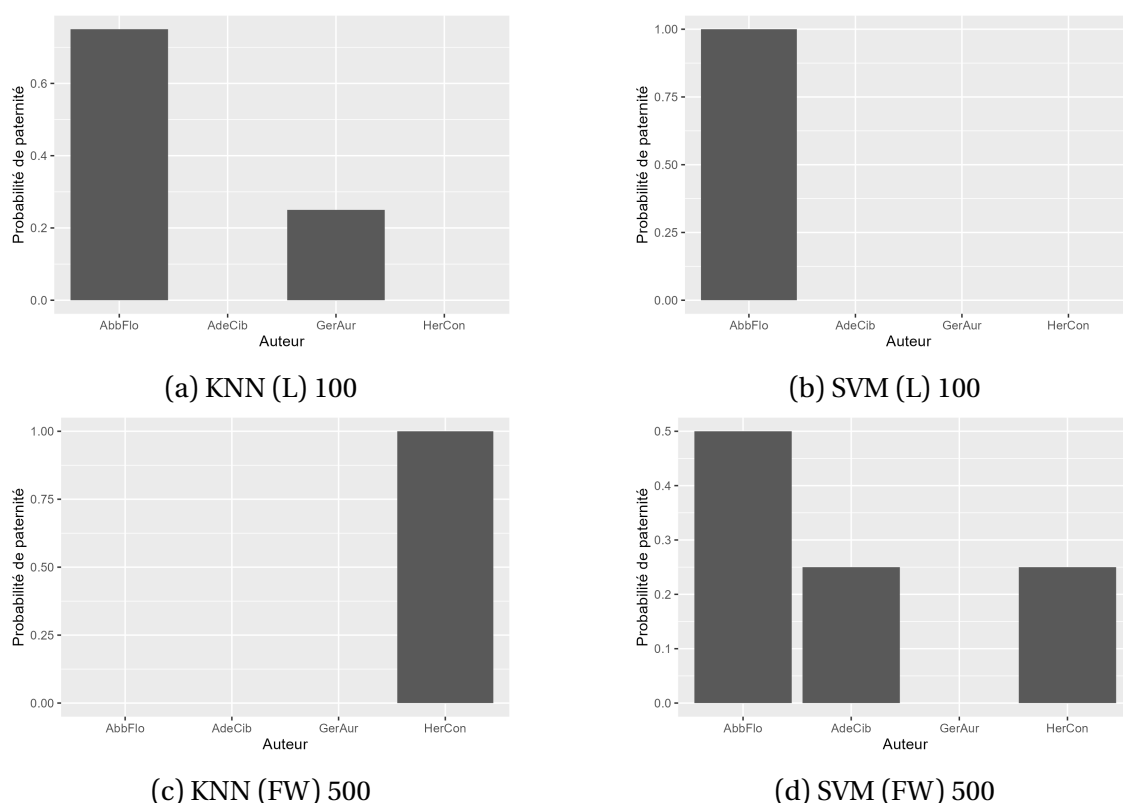 Probabilité de paternité
0.6
0.4
0.2
0.0
AbbFlo AdeCib GerAur HerCon
Auteur
(a) KNN (L) 100
Probabilité de paternité
1.00
0.75
0.50
0.25
0.00
AbbFlo AdeCib GerAur HerCon
Auteur
(b) SVM (L) 100
Probabilité de paternité
1.00
0.75
0.50
0.25
0.00
AbbFlo AdeCib GerAur HerCon
Auteur
(c) KNN (FW) 500
Probabilité de paternité
0.5
0.4
0.3
0.2
0.1
0.0
AbbFlo AdeCib GerAur HerCon
Auteur
(d) SVM (FW) 500